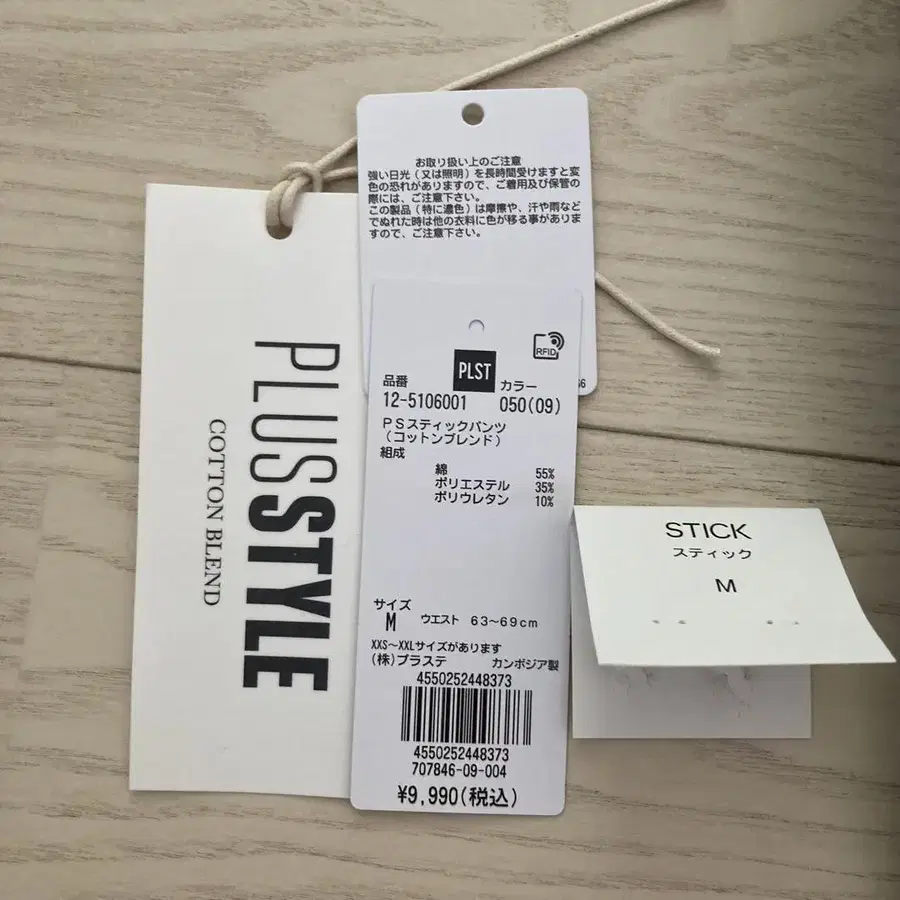 お取り扱い上のご注意
強い日光（又は照明）を長時間受けますと変
色の恐れがありますので、ご着用及び保管の
際には、ご注意下さい。
この製品（特に濃色）は摩擦や、汗や雨など
でぬれた時は他の衣料に色が移る事がありま
すので、ご注意下さい。
PLUSSTYLE
COTTON BLEND
RFID
PLST
品番 カラー
12-5106001 050(09)
PSスティックパンツ
（コットンブレンド）
組成
綿 55%
ポリエステル 35%
ポリウレタン 10%
サイズ
M ウエスト 63～69cm
XXS～XXLサイズがあります
(株)プラステ カンボジア製
4550252448373
4550252448373
707846-09-004
¥9,990(税込)
STICK
スティック
M